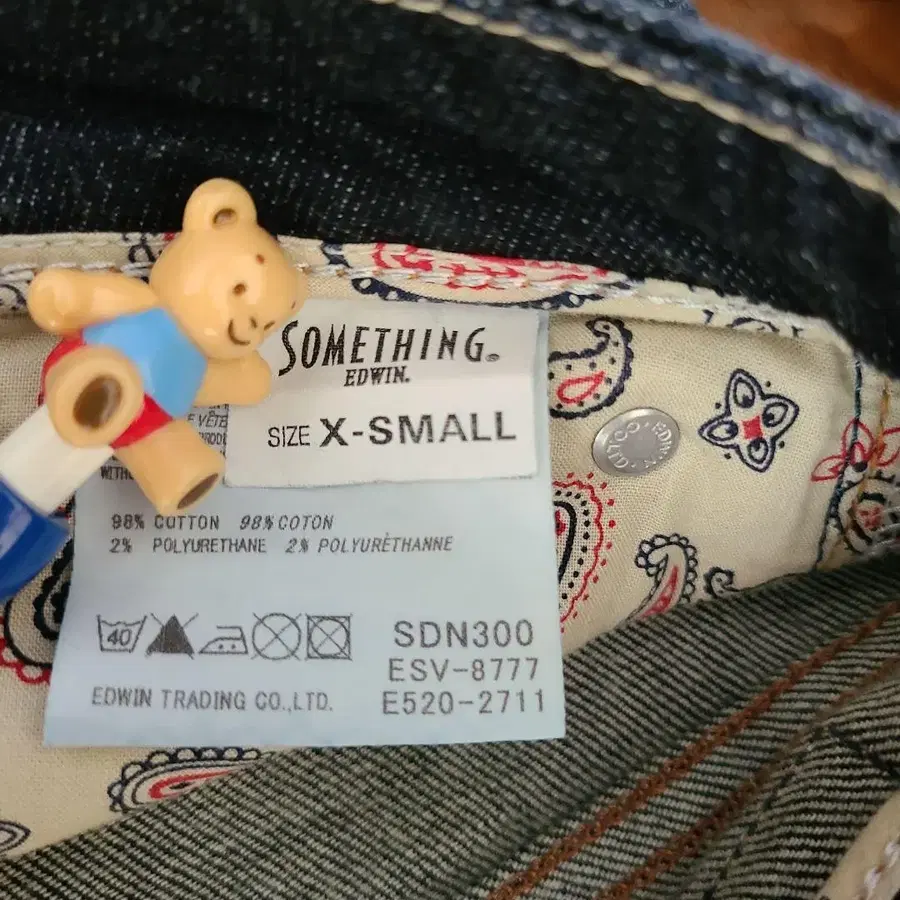 SOMETHING.
EDWIN.
SIZE X-SMALL
98% COTTON 98% COTON
2% POLYURETHANE 2% POLYURÈTHANNE
40
SDN300
ESV-8777
EDWIN TRADING CO.,LTD. E520-2711